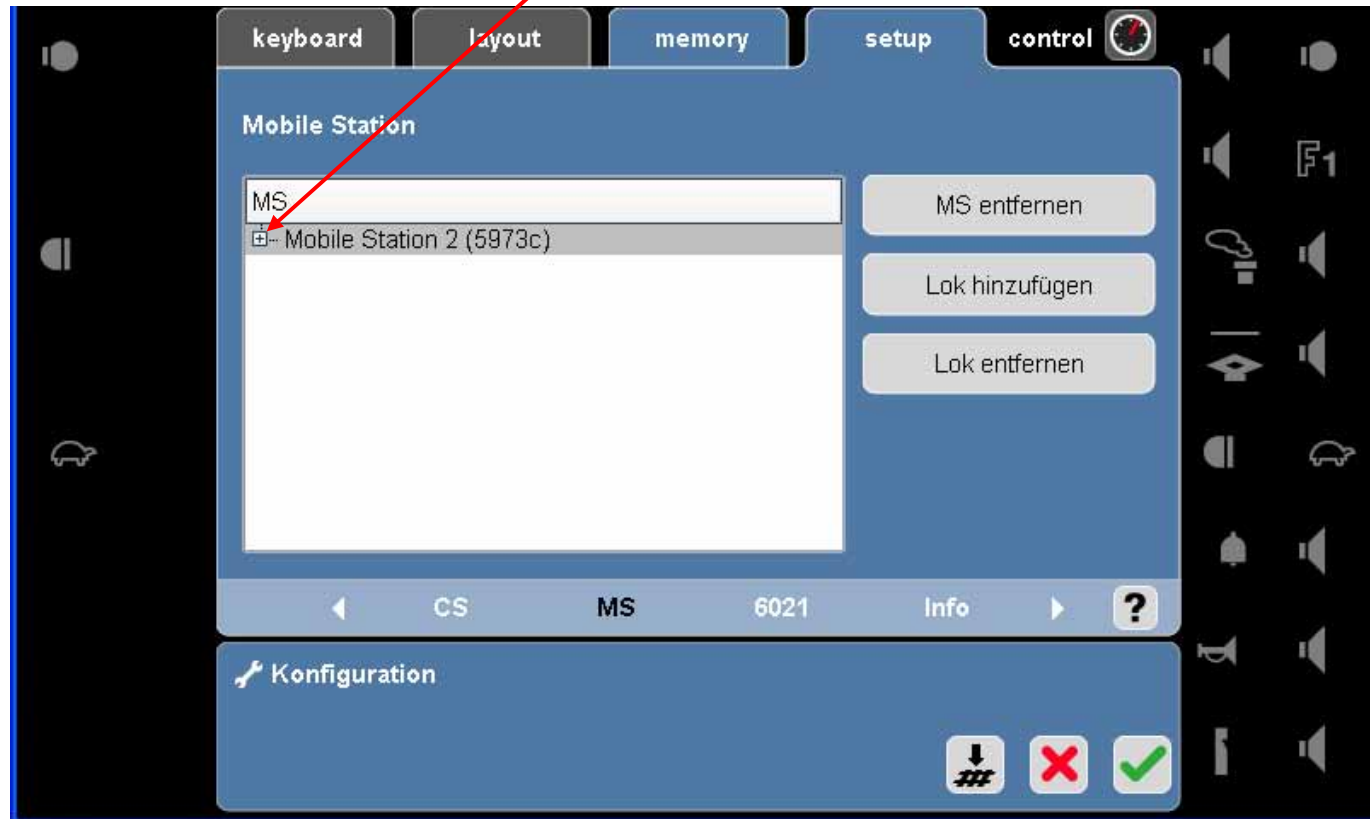 keyboard layout memory setup control
Mobile Station
F1
MS
MS entfernen
Mobile Station 2 (5973c)
Lok hinzufügen
Lok entfernen
CS MS 6021 Info ?
Konfiguration